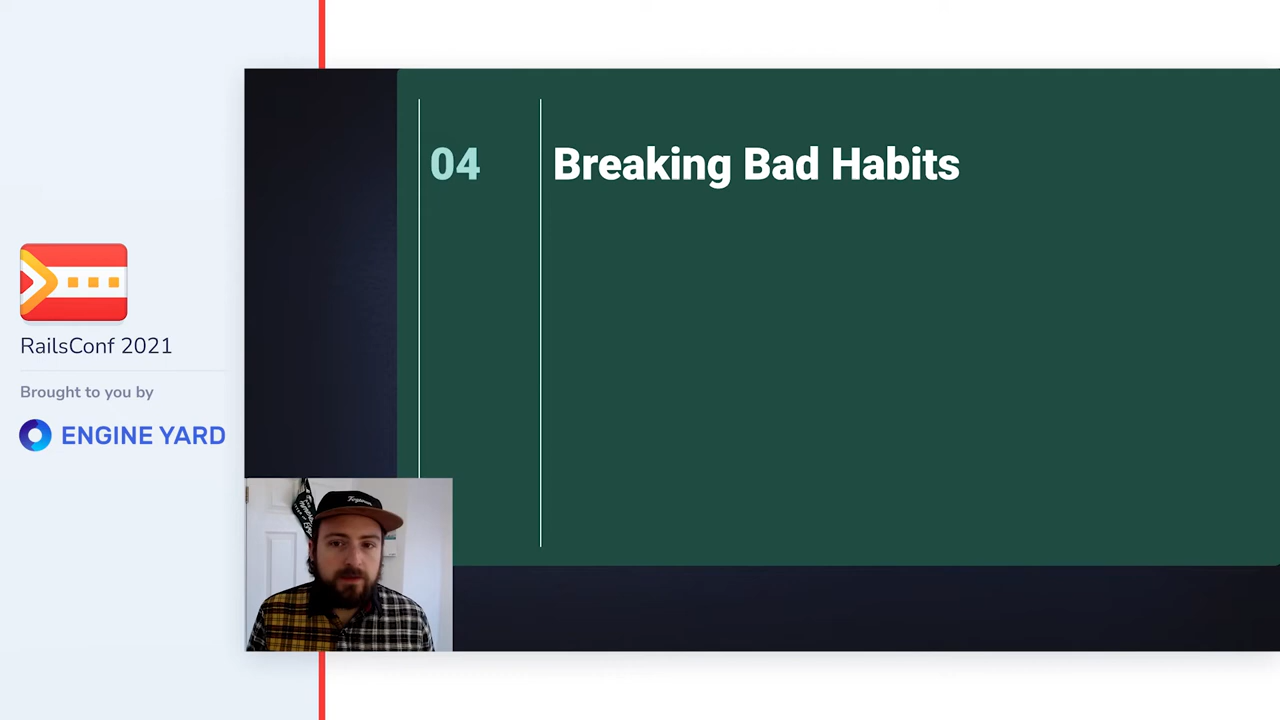 04 Breaking Bad Habits
RailsConf 2021
Brought to you by
ENGINE YARD